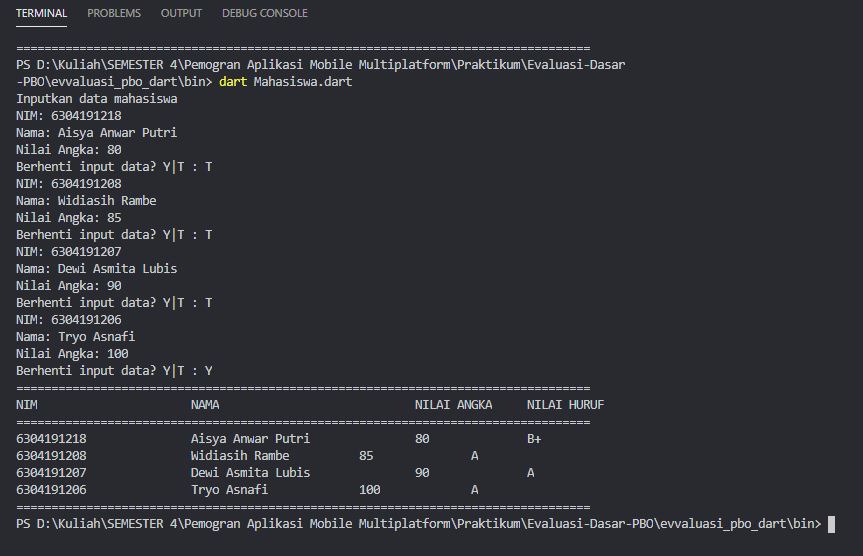 TERMINAL PROBLEMS OUTPUT DEBUG CONSOLE
==================================================================================
PS D:\Kuliah\SEMESTER 4\Pemogran Aplikasi Mobile Multiplatform\Praktikum\Evaluasi-Dasar
-PBO\evvaluasi_pbo_dart\bin> dart Mahasiswa.dart
Inputkan data mahasiswa
NIM: 6304191218
Nama: Aisya Anwar Putri
Nilai Angka: 80
Berhenti input data? Y|T : T
NIM: 6304191208
Nama: Widiasih Rambe
Nilai Angka: 85
Berhenti input data? Y|T : T
NIM: 6304191207
Nama: Dewi Asmita Lubis
Nilai Angka: 90
Berhenti input data? Y|T : T
NIM: 6304191206
Nama: Tryo Asnafi
Nilai Angka: 100
Berhenti input data? Y|T : Y
==================================================================================
NIM NAMA NILAI ANGKA NILAI HURUF
==================================================================================
6304191218 Aisya Anwar Putri 80 B+
6304191208 Widiasih Rambe 85 A
6304191207 Dewi Asmita Lubis 90 A
6304191206 Tryo Asnafi 100 A
==================================================================================
PS D:\Kuliah\SEMESTER 4\Pemogran Aplikasi Mobile Multiplatform\Praktikum\Evaluasi-Dasar-PBO\evvaluasi_pbo_dart\bin>